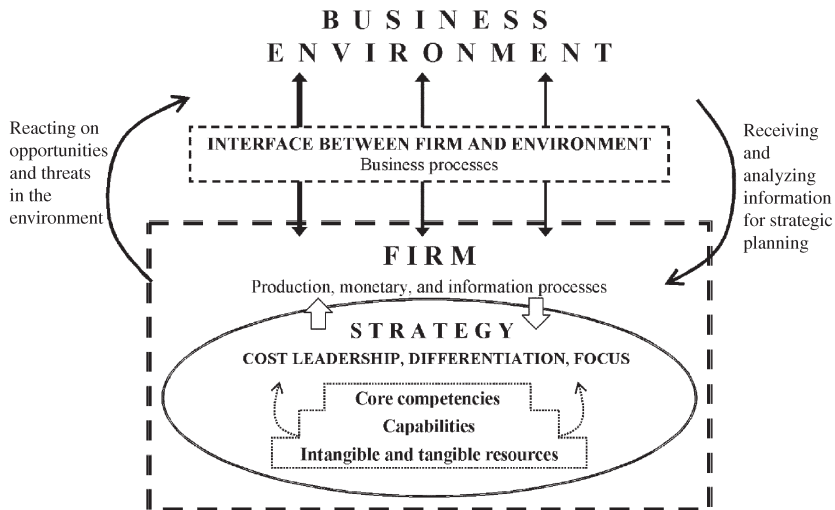 BUSINESS
ENVIRONMENT
Reacting on
opportunities
and threats
in the
environment
INTERFACE BETWEEN FIRM AND ENVIRONMENT
Business processes
Receiving
and
analyzing
information
for strategic
planning
FIRM
Production, monetary, and information processes
STRATEGY
COST LEADERSHIP, DIFFERENTIATION, FOCUS
Core competencies
Capabilities
Intangible and tangible resources